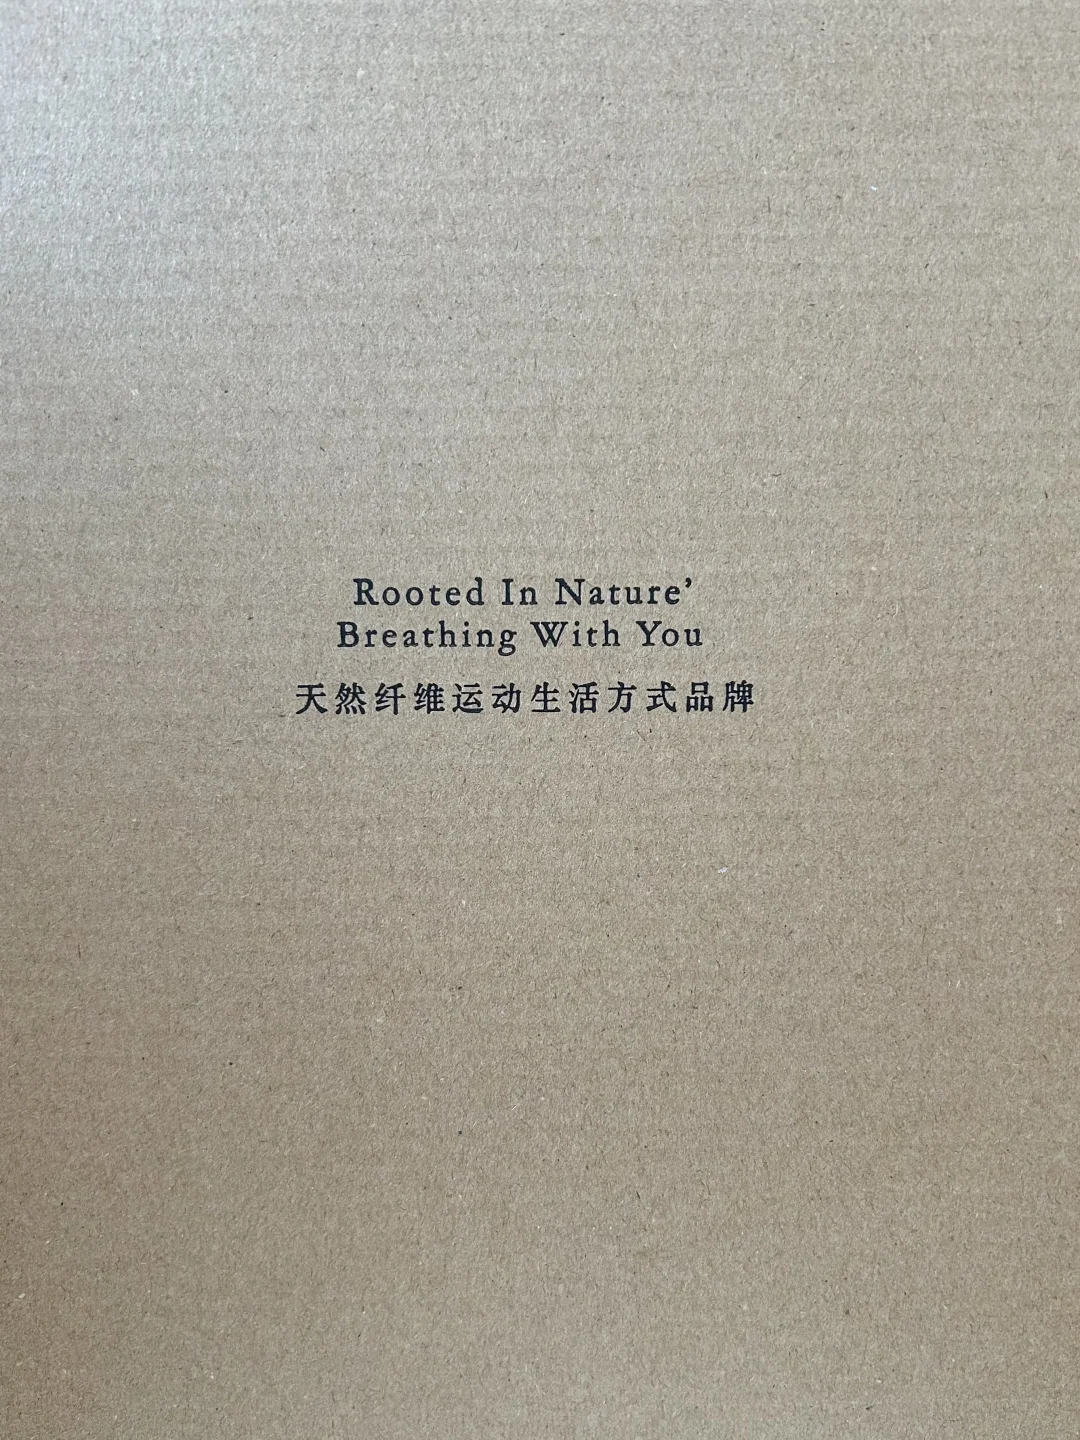 Rooted In Nature’
Breathing With You
天然纤维运动生活方式品牌